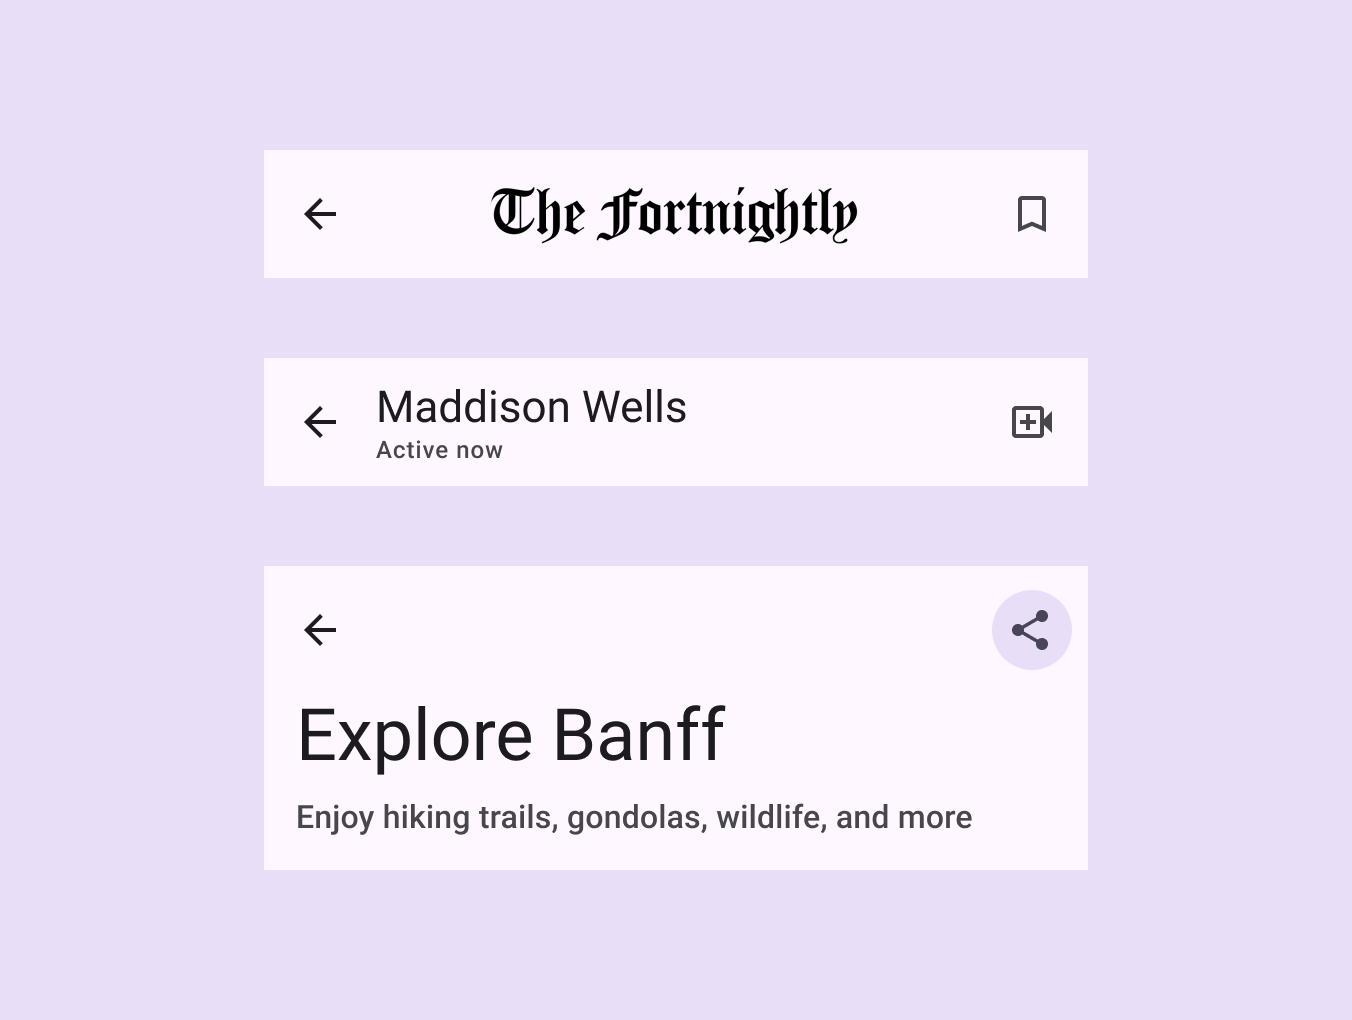 The Fortnightly
Maddison Wells
Active now
Explore Banff
Enjoy hiking trails, gondolas, wildlife, and more